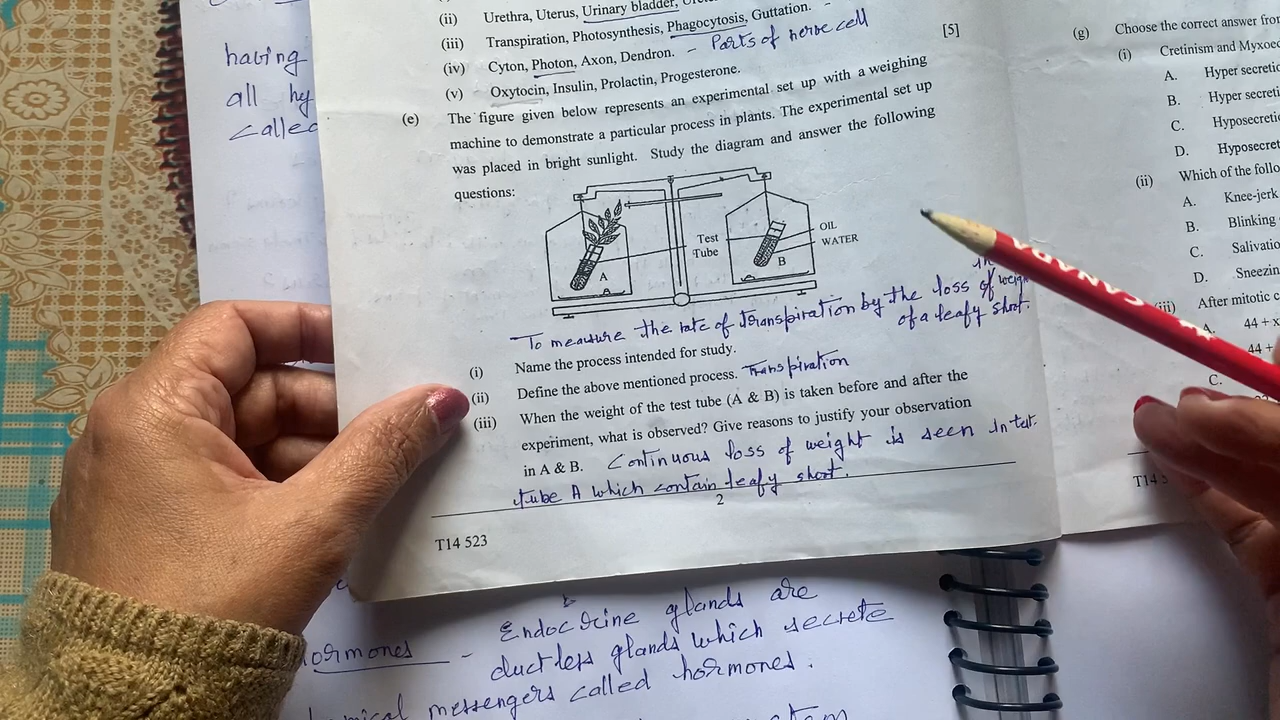 having
all hy
called
(ii) Urethra, Uterus, Urinary bladder,
(iii) Transpiration, Photosynthesis, Phagocytosis, Guttation. -
(iv) Cyton, Photon, Axon, Dendron. - Parts of nerve cell
(v) Oxytocin, Insulin, Prolactin, Progesterone.
[5]
(e) The figure given below represents an experimental set up with a weighing
machine to demonstrate a particular process in plants. The experimental set up
was placed in bright sunlight. Study the diagram and answer the following
questions:
Test
Tube
OIL
WATER
A
A
B
To measure the rate of Transpiration by the loss of
in
of a leafy shoot.
(i) Name the process intended for study.
(ii) Define the above mentioned process. Transpiration
(iii) When the weight of the test tube (A & B) is taken before and after the
experiment, what is observed? Give reasons to justify your observation
in A & B. Continuous loss of weight is seen in test.
tube A which contain leafy shoot.
2
T14 523
(g) Choose the correct answer from
(i) Cretinism and Myxoe
A. Hyper secretio
B. Hyper secreti
C. Hyposecreti
D. Hyposecret
(ii) Which of the follo
A. Knee-jerk
B. Blinking
C. Salivatio
D. Sneezin
(iii) After mitotic c
A. 44 + x
44 +
C.
T14 5
CANADA
Endocrine glands are
ormones - ductless glands which secrete
messengers called hormones.